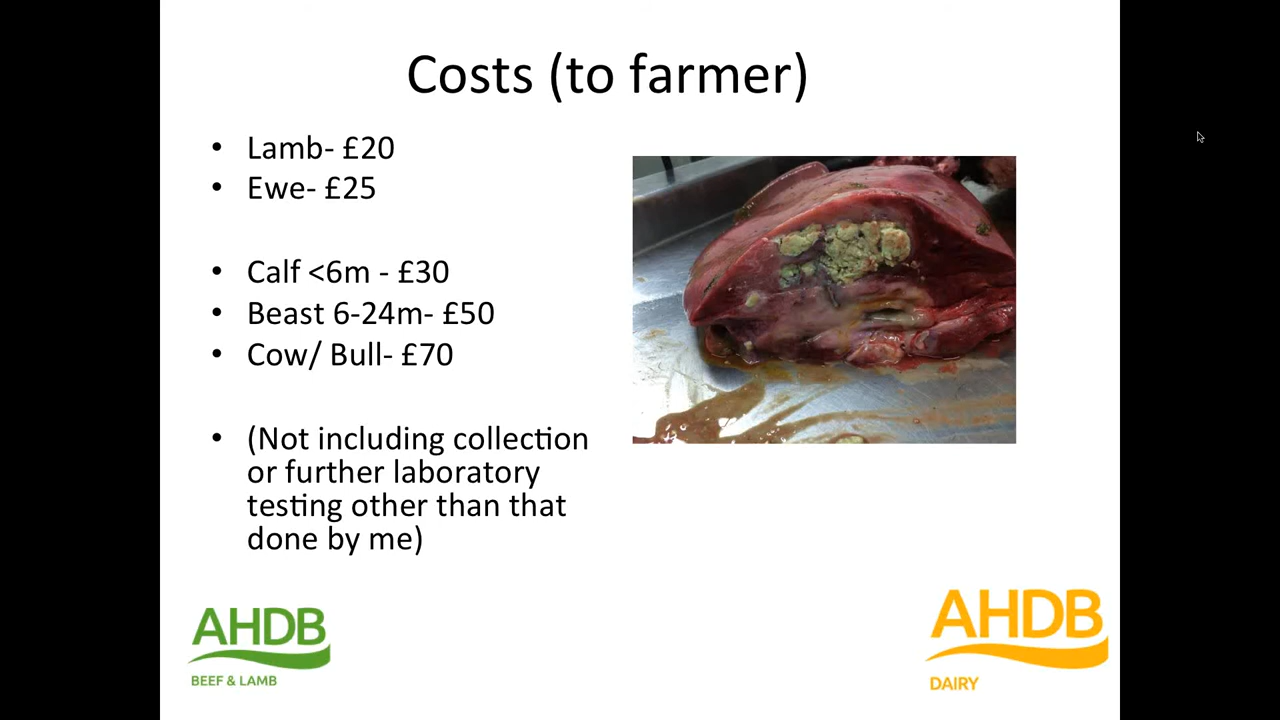 Costs (to farmer)
• Lamb- £20
• Ewe- £25
• Calf <6m - £30
• Beast 6-24m- £50
• Cow/ Bull- £70
• (Not including collection
or further laboratory
testing other than that
done by me)
AHDB
BEEF & LAMB
AHDB
DAIRY